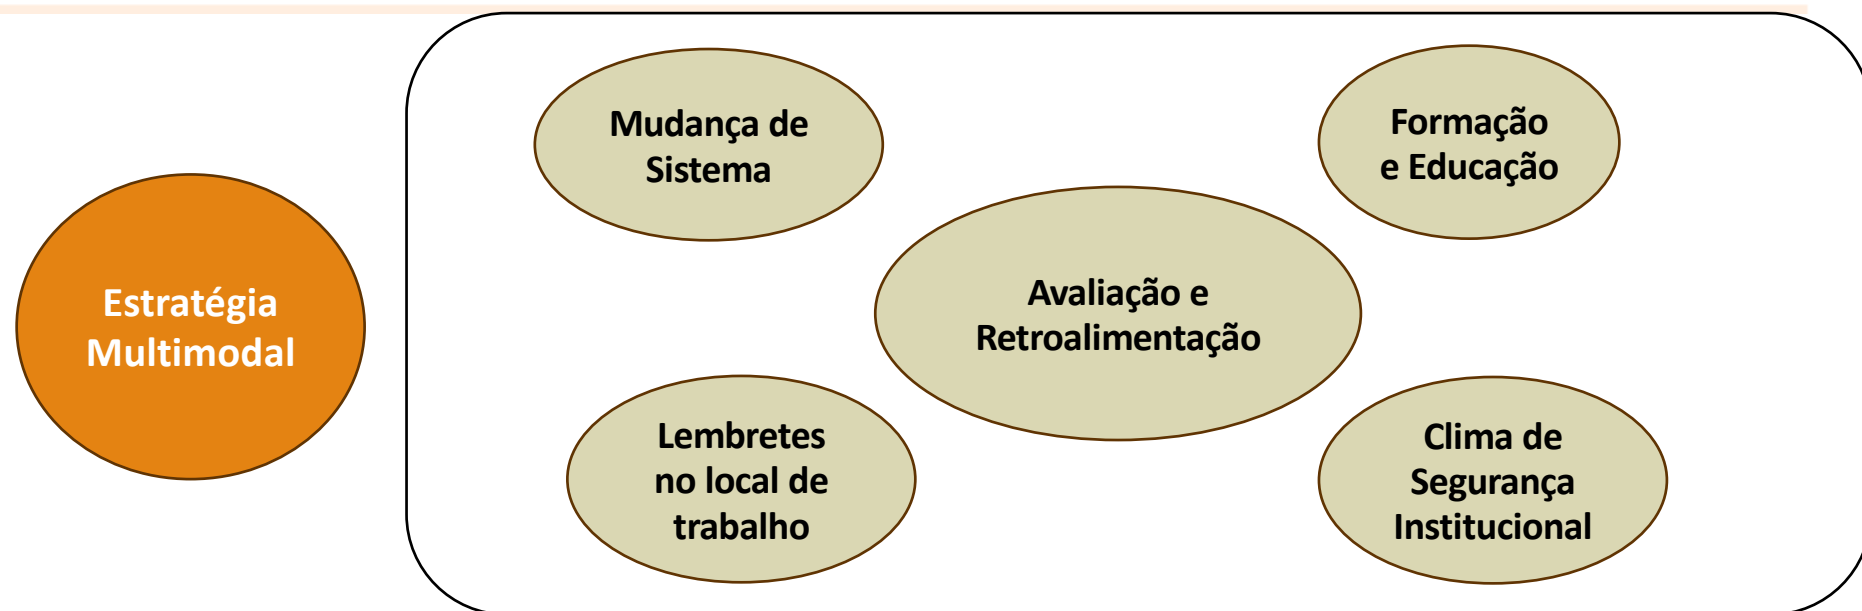 Estratégia
Multimodal
Mudança de
Sistema
Formação
e Educação
Avaliação e
Retroalimentação
Lembretes
no local de
trabalho
Clima de
Segurança
Institucional